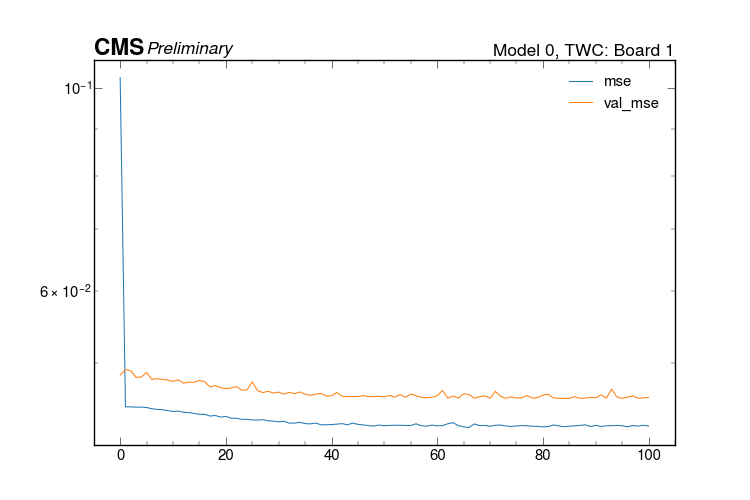 CMS Preliminary
Model 0, TWC: Board 1
mse
val_mse
10⁻¹
6 × 10⁻²
0 20 40 60 80 100